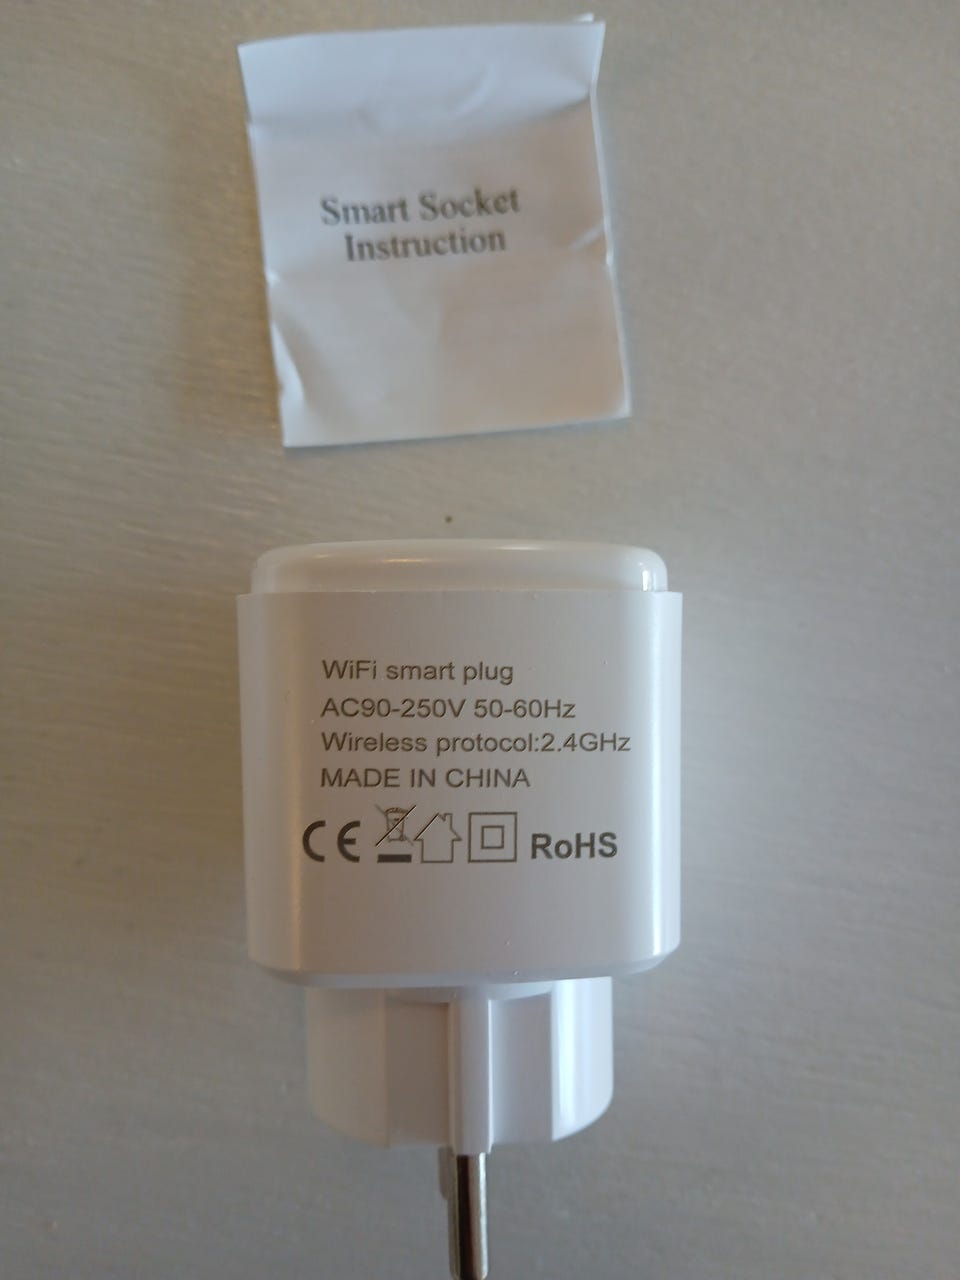 Smart Socket
Instruction
WiFi smart plug
AC90-250V 50-60Hz
Wireless protocol:2.4GHz
MADE IN CHINA
CE RoHS